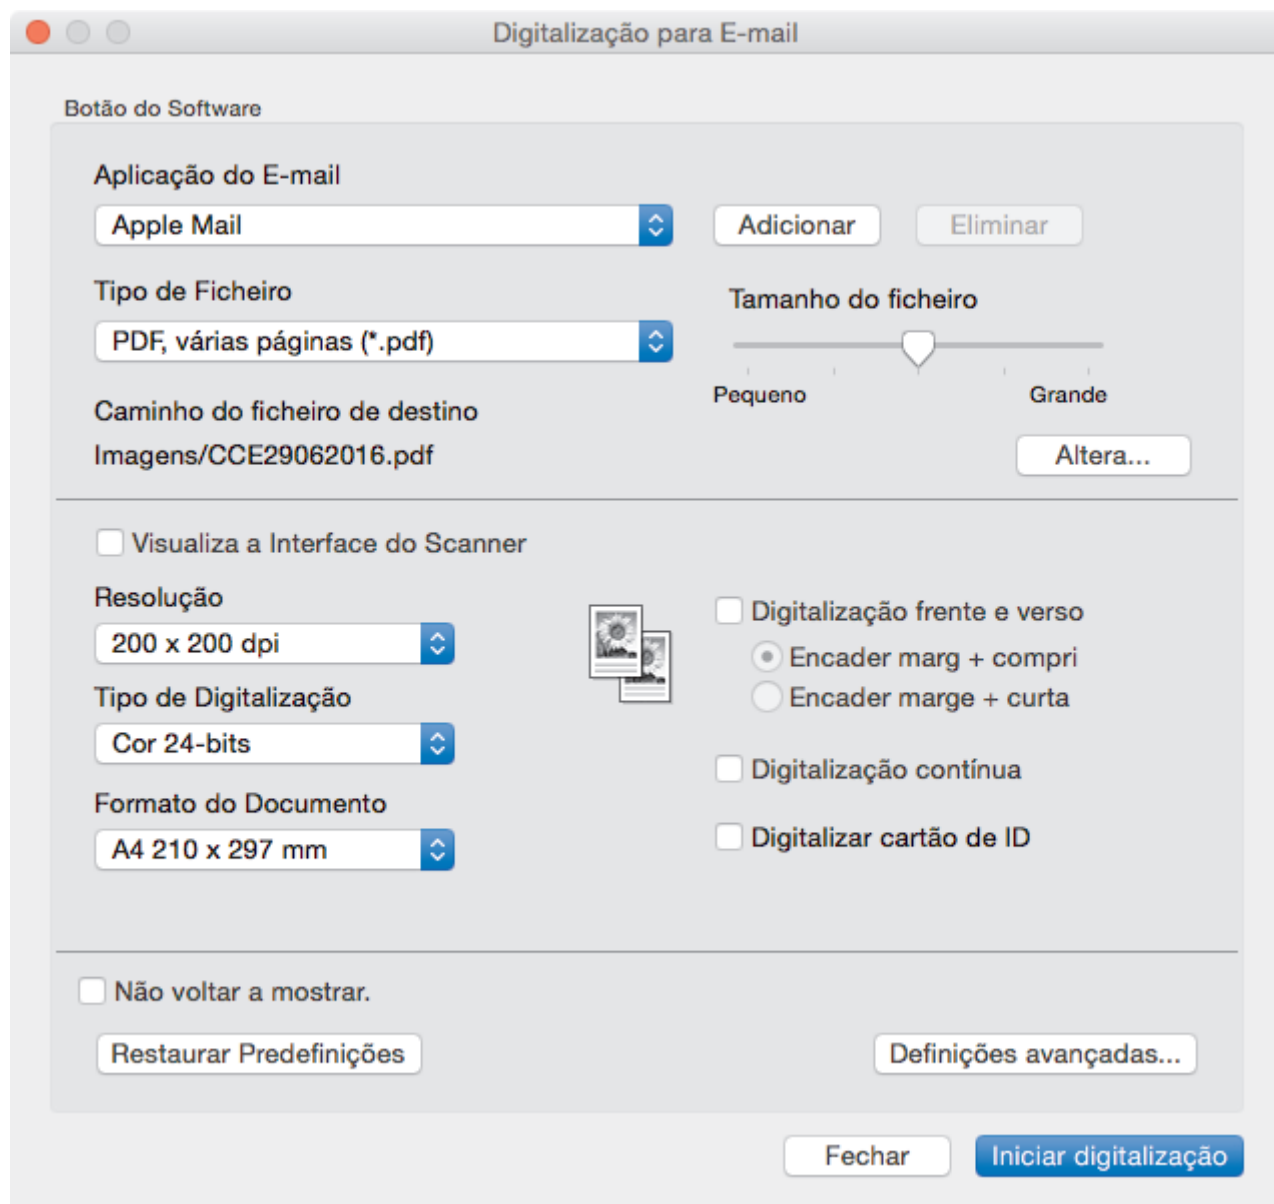 Digitalização para E-mail
Botão do Software
Aplicação do E-mail
Apple Mail
Adicionar
Eliminar
Tipo de Ficheiro
Tamanho do ficheiro
PDF, várias páginas (*.pdf)
Pequeno
Grande
Caminho do ficheiro de destino
Imagens/CCE29062016.pdf
Altera...
Visualiza a Interface do Scanner
Resolução
200 x 200 dpi
Digitalização frente e verso
Encader marg + compri
Encader marge + curta
Tipo de Digitalização
Cor 24-bits
Digitalização contínua
Formato do Documento
A4 210 x 297 mm
Digitalizar cartão de ID
Não voltar a mostrar.
Restaurar Predefinições
Definições avançadas...
Fechar
Iniciar digitalização